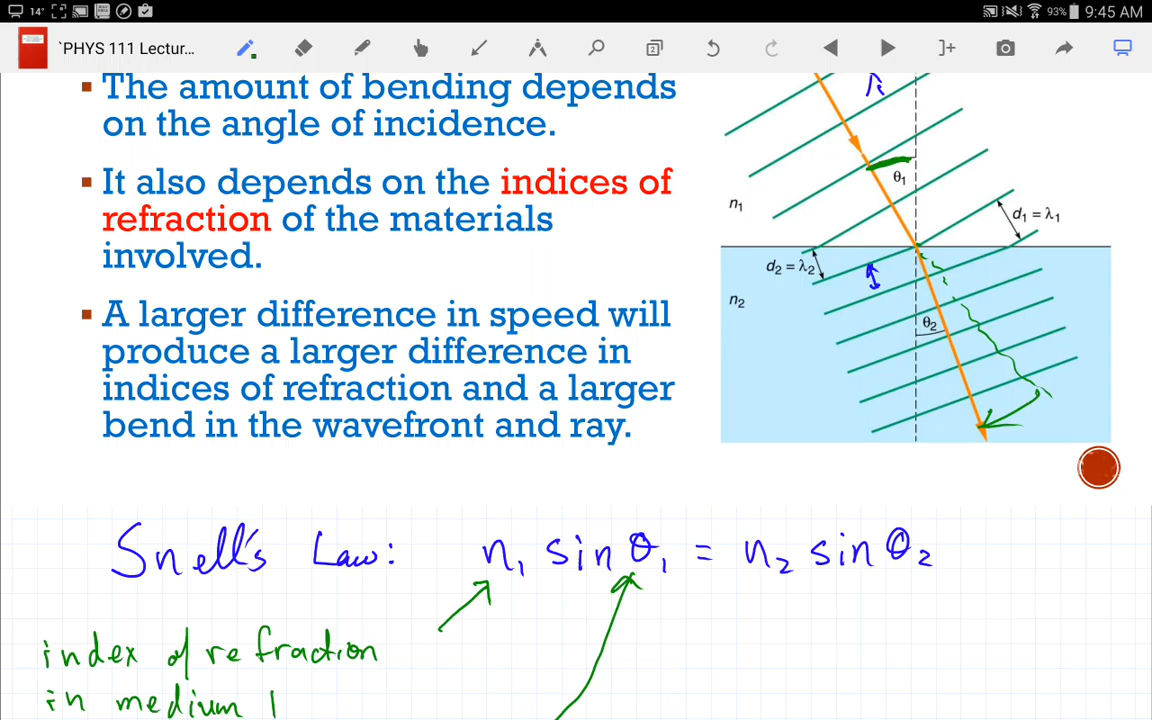 14°
93%
9:45 AM
`PHYS 111 Lectur...
2
▪ The amount of bending depends
on the angle of incidence.
▪ It also depends on the indices of
refraction of the materials
involved.
▪ A larger difference in speed will
produce a larger difference in
indices of refraction and a larger
bend in the wavefront and ray.
θ₁
n₁
d₁ = λ₁
d₂ = λ₂
n₂
θ₂
Snell's Law: n₁ sin θ₁ = n₂ sin θ₂
index of refraction
in medium 1